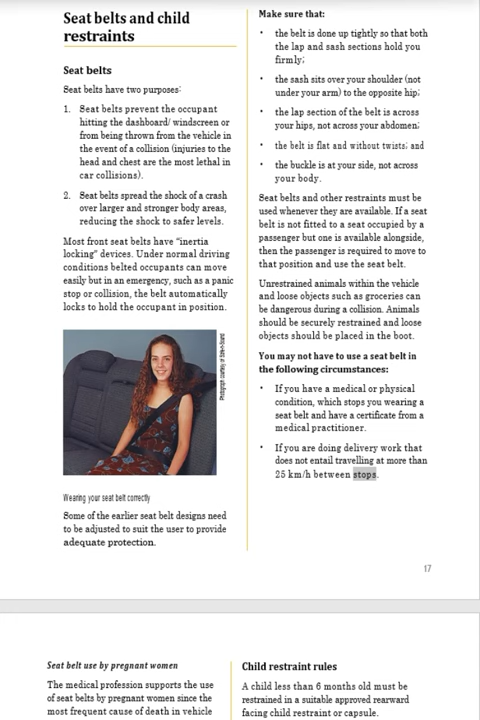 Seat belts and child
restraints
Seat belts
Seat belts have two purposes:
1. Seat belts prevent the occupant
hitting the dashboard/ windscreen or
from being thrown from the vehicle in
the event of a collision (injuries to the
head and chest are the most lethal in
car collisions).
2. Seat belts spread the shock of a crash
over larger and stronger body areas,
reducing the shock to safer levels.
Most front seat belts have “inertia
locking” devices. Under normal driving
conditions belted occupants can move
easily but in an emergency, such as a panic
stop or collision, the belt automatically
locks to hold the occupant in position.
Photograph courtesy of
Wearing your seat belt correctly
Some of the earlier seat belt designs need
to be adjusted to suit the user to provide
adequate protection.
Make sure that:
• the belt is done up tightly so that both
the lap and sash sections hold you
firmly;
• the sash sits over your shoulder (not
under your arm) to the opposite hip;
• the lap section of the belt is across
your hips, not across your abdomen;
• the belt is flat and without twists; and
• the buckle is at your side, not across
your body.
Seat belts and other restraints must be
used whenever they are available. If a seat
belt is not fitted to a seat occupied by a
passenger but one is available alongside,
then the passenger is required to move to
that position and use the seat belt.
Unrestrained animals within the vehicle
and loose objects such as groceries can
be dangerous during a collision. Animals
should be securely restrained and loose
objects should be placed in the boot.
You may not have to use a seat belt in
the following circumstances:
• If you have a medical or physical
condition, which stops you wearing a
seat belt and have a certificate from a
medical practitioner.
• If you are doing delivery work that
does not entail travelling at more than
25 km/h between stops.
17
Seat belt use by pregnant women
The medical profession supports the use
of seat belts by pregnant women since the
most frequent cause of death in vehicle
Child restraint rules
A child less than 6 months old must be
restrained in a suitable approved rearward
facing child restraint or capsule.